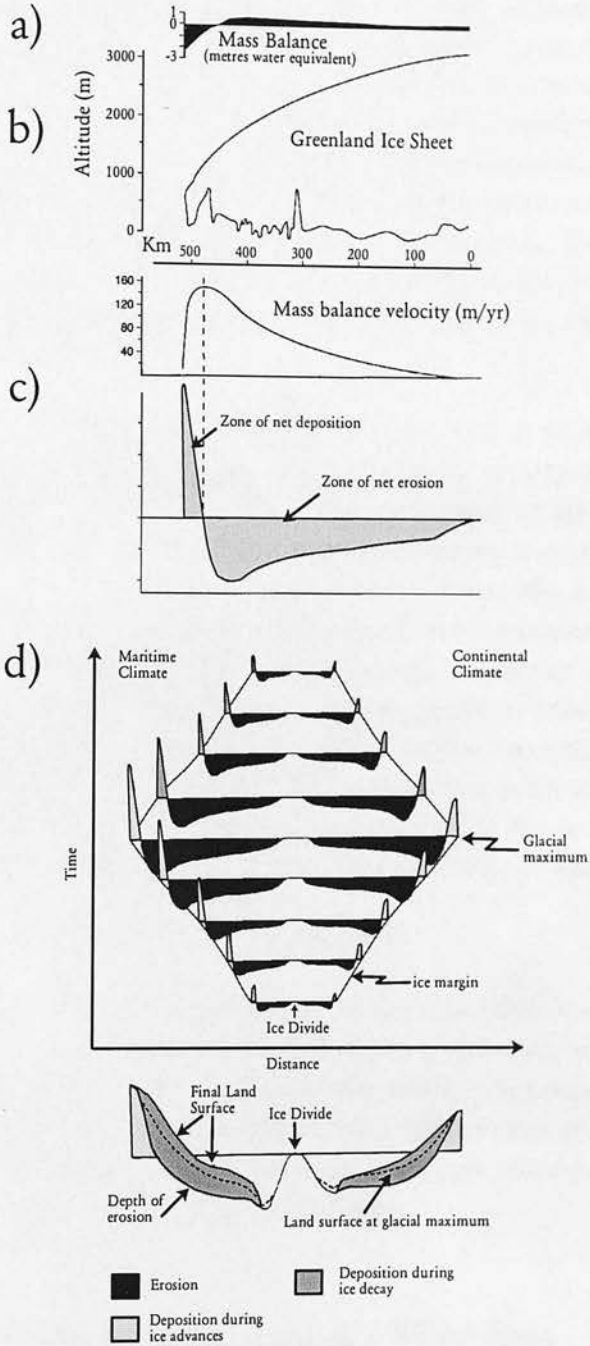 a)
1
0
-3
Mass Balance
(metres water equivalent)
b)
Altitude (m)
3000
2000
1000
0
Greenland Ice Sheet
Km
500
400
300
200
100
0
160
120
80
40
Mass balance velocity (m/yr)
c)
Zone of net deposition
Zone of net erosion
d)
Maritime
Climate
Continental
Climate
Time
Glacial
maximum
ice margin
Ice Divide
Distance
Final Land
Surface
Ice Divide
Depth of
erosion
Land surface at glacial maximum
Erosion
Deposition during
ice decay
Deposition during
ice advances